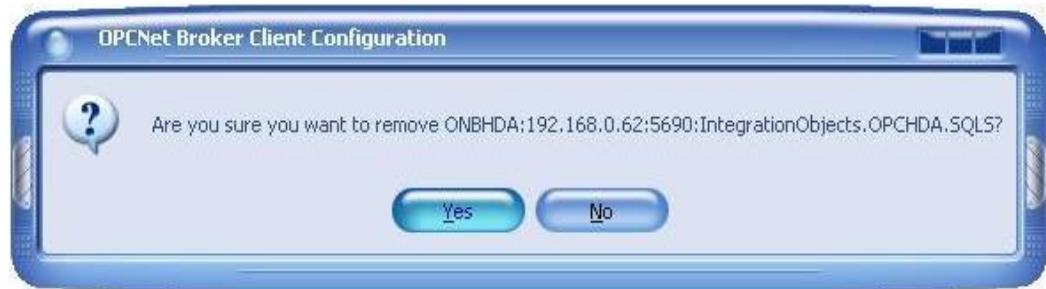 OPCNet Broker Client Configuration
Are you sure you want to remove ONBHDA:192.168.0.62:5690:IntegrationObjects.OPCHDA.SQLS?
Yes No